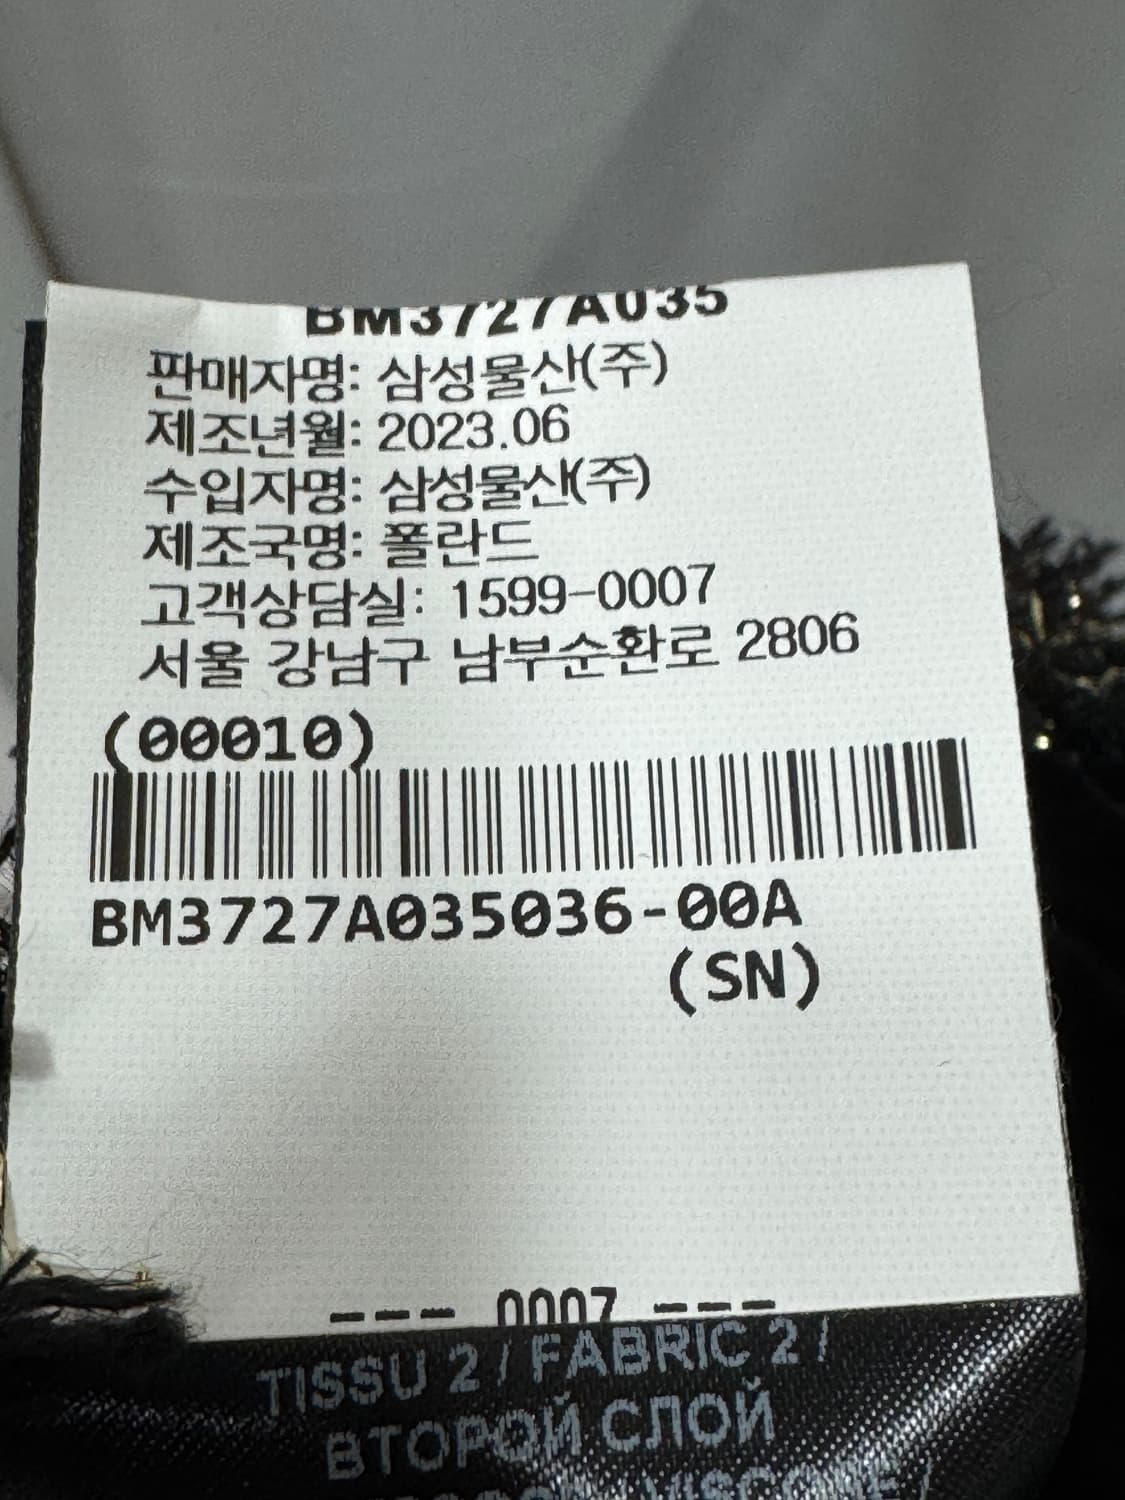 BM3727A035
판매자명: 삼성물산(주)
제조년월: 2023.06
수입자명: 삼성물산(주)
제조국명: 폴란드
고객상담실: 1599-0007
서울 강남구 남부순환로 2806
(00010)
BM3727A035036-00A
(SN)
--- 0007 ---
TISSU 2 / FABRIC 2 /
ВТОРОЙ СЛОЙ